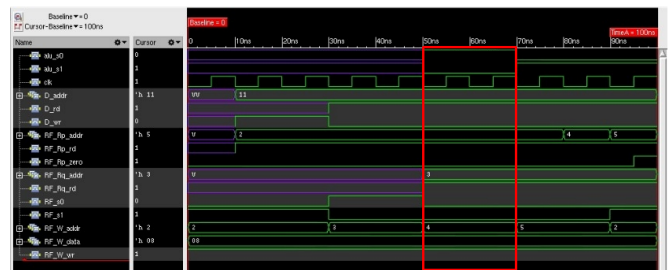 Baseline ▾= 0
Cursor-Baseline ▾= 100ns
Baseline = 0
TimeA = 100ns
Name Cursor 0 10ns 20ns 30ns 40ns 50ns 60ns 70ns 80ns 90ns
alu_s0 0
alu_s1 1
clk 1
D_addr 'h 11 11
D_rd 1
D_wr 0
RF_Rp_addr 'h 5 2 4 5
RF_Rp_rd 1
RF_Rp_zero 1
RF_Rq_addr 'h 3 3
RF_Rq_rd 1
RF_s0 0
RF_s1 1
RF_W_addr 'h 2 2 3 4 5 2
RF_W_data 'h 08 08
RF_W_wr 1